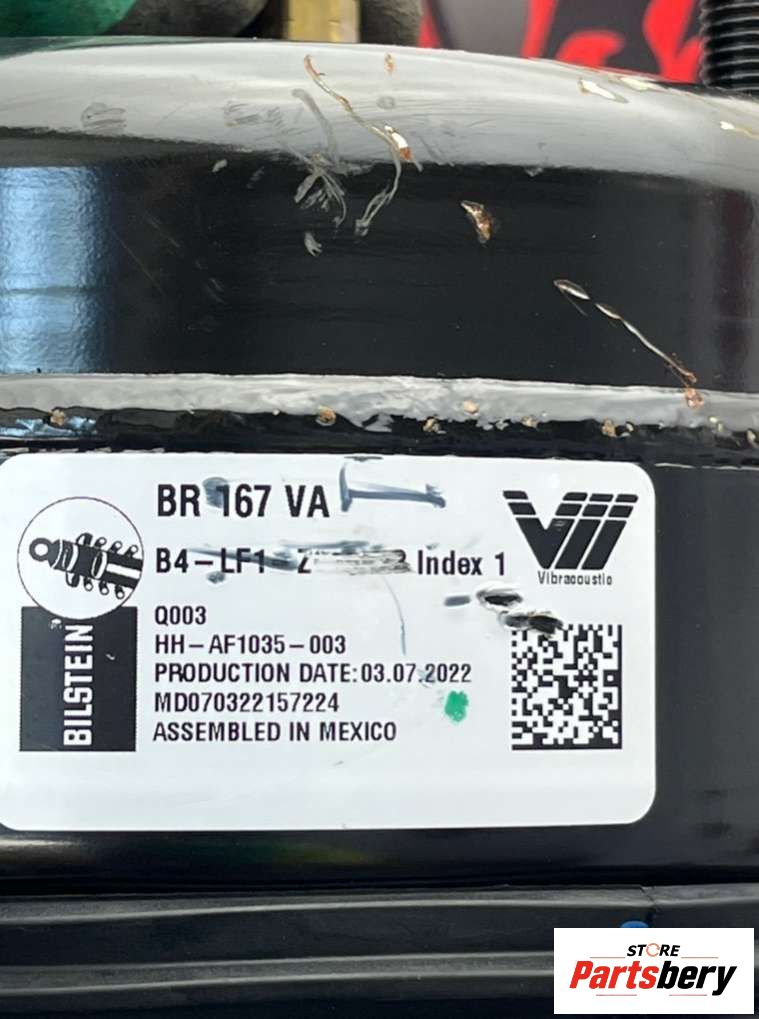 BR 167 VA
B4-LF1- Index 1
Vibracoustic
Q003
HH-AF1035-003
PRODUCTION DATE:03.07.2022
MD070322157224
ASSEMBLED IN MEXICO
BILSTEIN
STORE
Partsbery